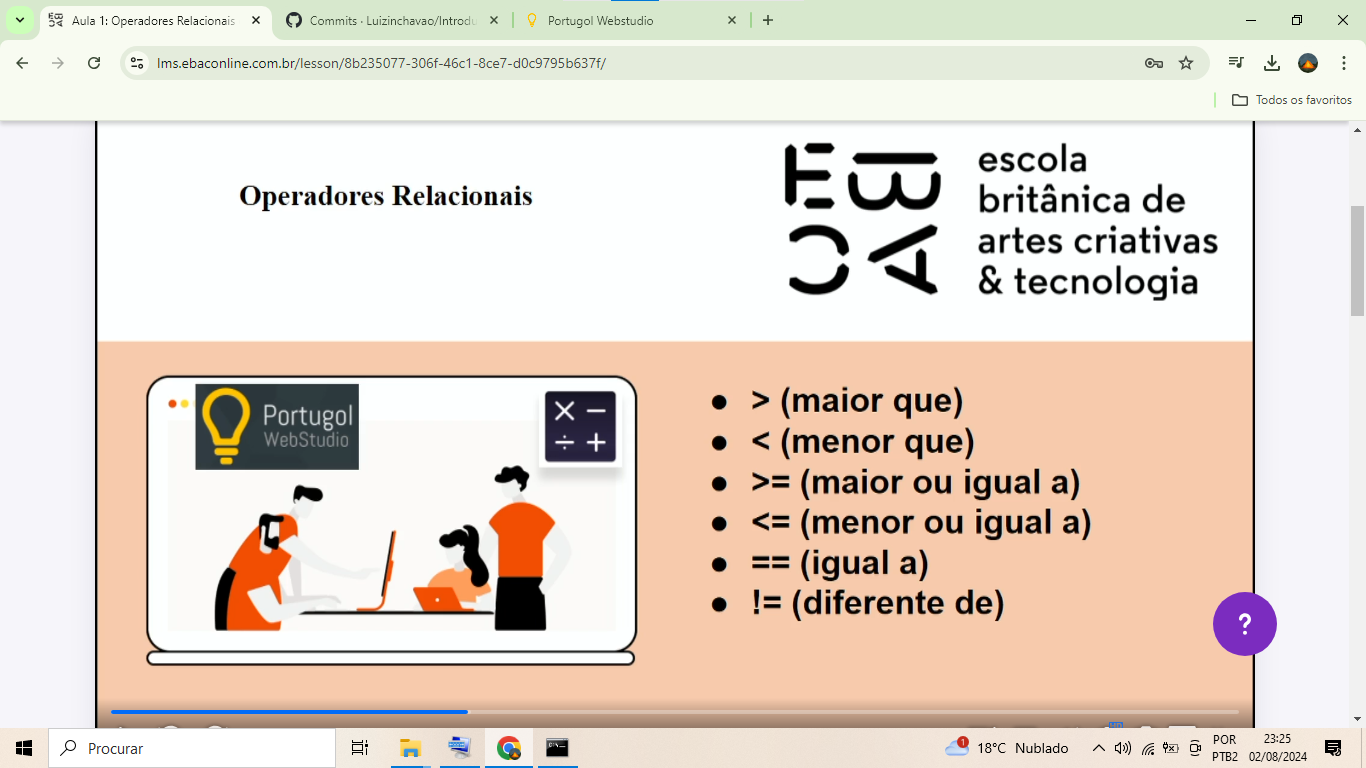 Aula 1: Operadores Relacionais
Commits · Luizinchavao/Introdu
Portugol Webstudio
lms.ebaconline.com.br/lesson/8b235077-306f-46c1-8ce7-d0c9795b637f/
Todos os favoritos
Operadores Relacionais
EBAC
escola
britânica de
artes criativas
& tecnologia
Portugol
WebStudio
● > (maior que)
● < (menor que)
● >= (maior ou igual a)
● <= (menor ou igual a)
● == (igual a)
● != (diferente de)
?
Procurar
1
18°C Nublado
POR
PTB2
23:25
02/08/2024